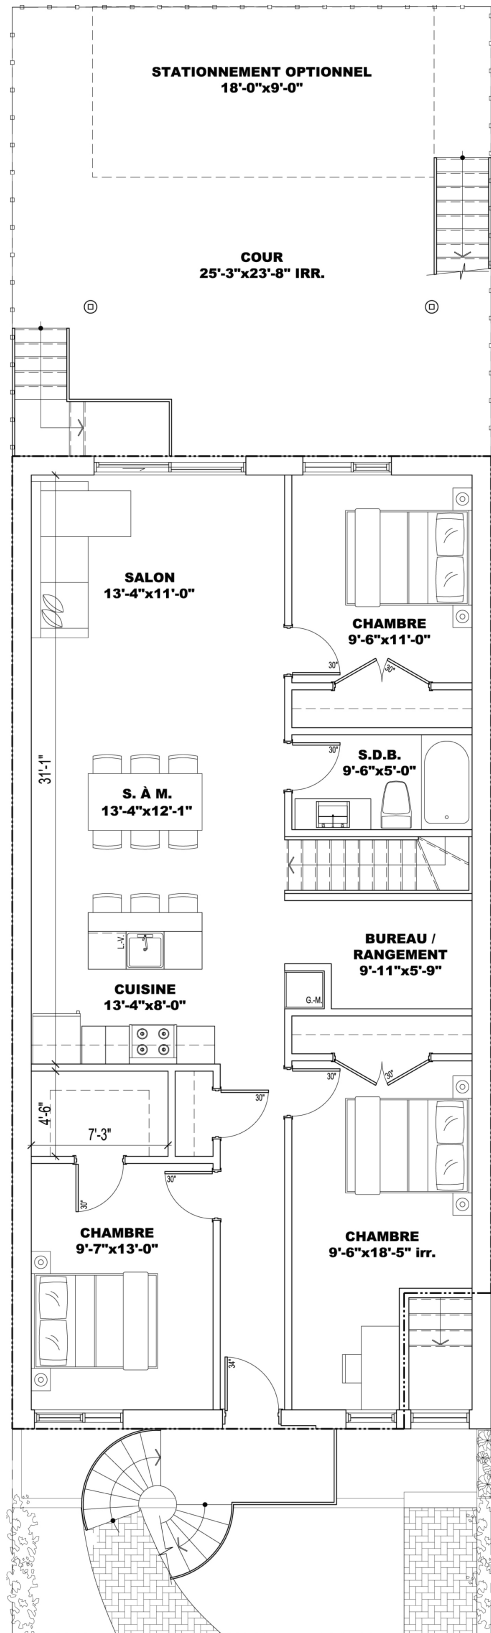 STATIONNEMENT OPTIONNEL
18'-0"x9'-0"
COUR
25'-3"x23'-8" IRR.
SALON
13'-4"x11'-0"
CHAMBRE
9'-6"x11'-0"
30"
30"
31'-1"
30"
S.D.B.
9'-6"x5'-0"
S. À M.
13'-4"x12'-1"
L.-V.
BUREAU /
RANGEMENT
9'-11"x5'-9"
CUISINE
13'-4"x8'-0"
G.-M.
30"
30"
30"
4'-6"
7'-3"
30"
30"
CHAMBRE
9'-7"x13'-0"
CHAMBRE
9'-6"x18'-5" irr.
34"